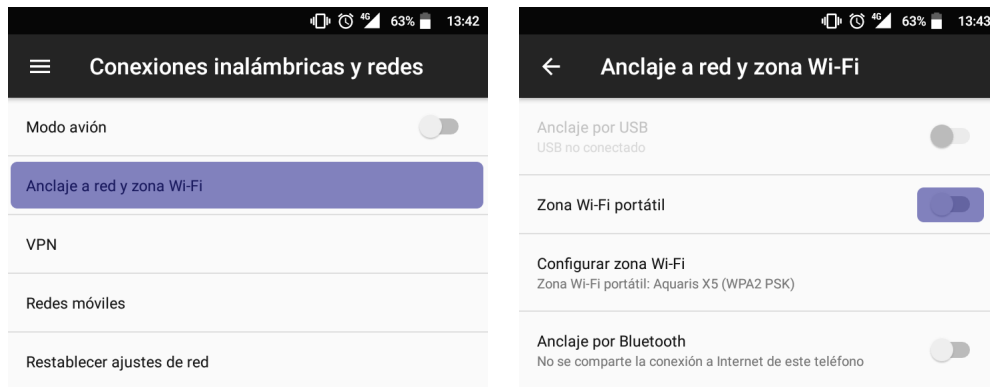 4G 63% 13:42
Conexiones inalámbricas y redes
Modo avión
Anclaje a red y zona Wi-Fi
VPN
Redes móviles
Restablecer ajustes de red
4G 63% 13:43
Anclaje a red y zona Wi-Fi
Anclaje por USB
USB no conectado
Zona Wi-Fi portátil
Configurar zona Wi-Fi
Zona Wi-Fi portátil: Aquaris X5 (WPA2 PSK)
Anclaje por Bluetooth
No se comparte la conexión a Internet de este teléfono